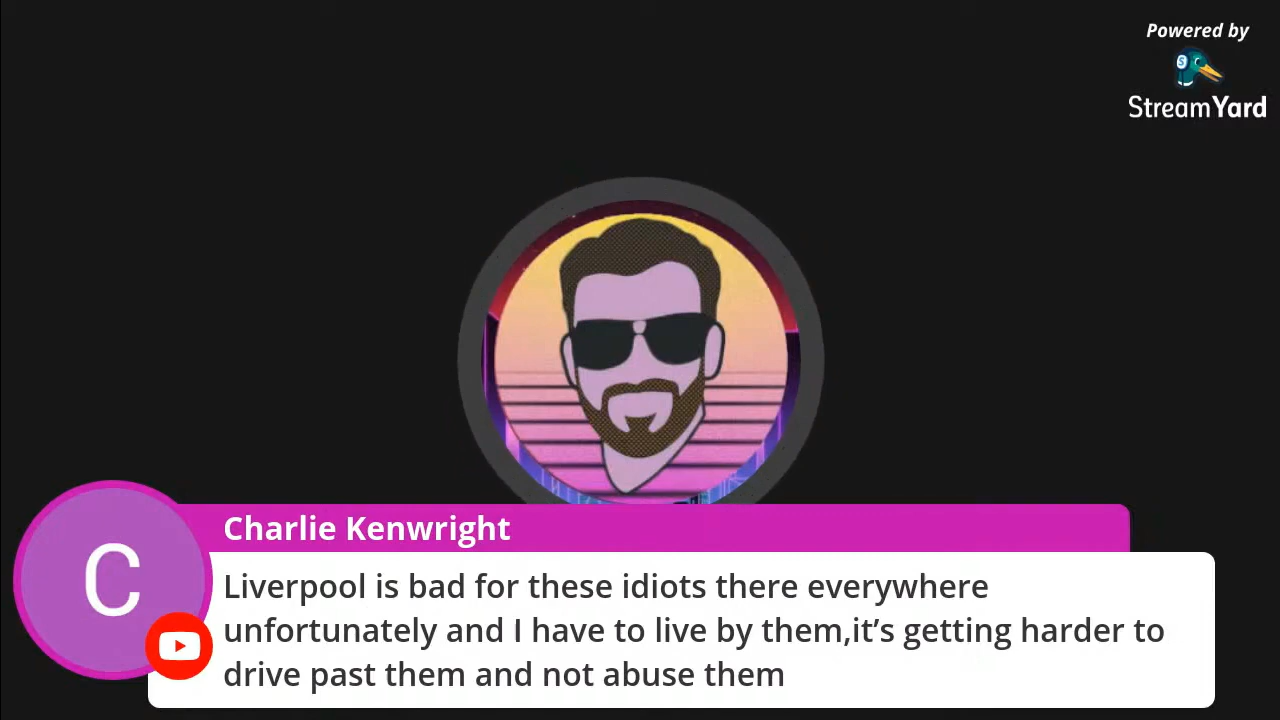 Powered by
StreamYard
Charlie Kenwright
Liverpool is bad for these idiots there everywhere
unfortunately and I have to live by them,it’s getting harder to
drive past them and not abuse them
C